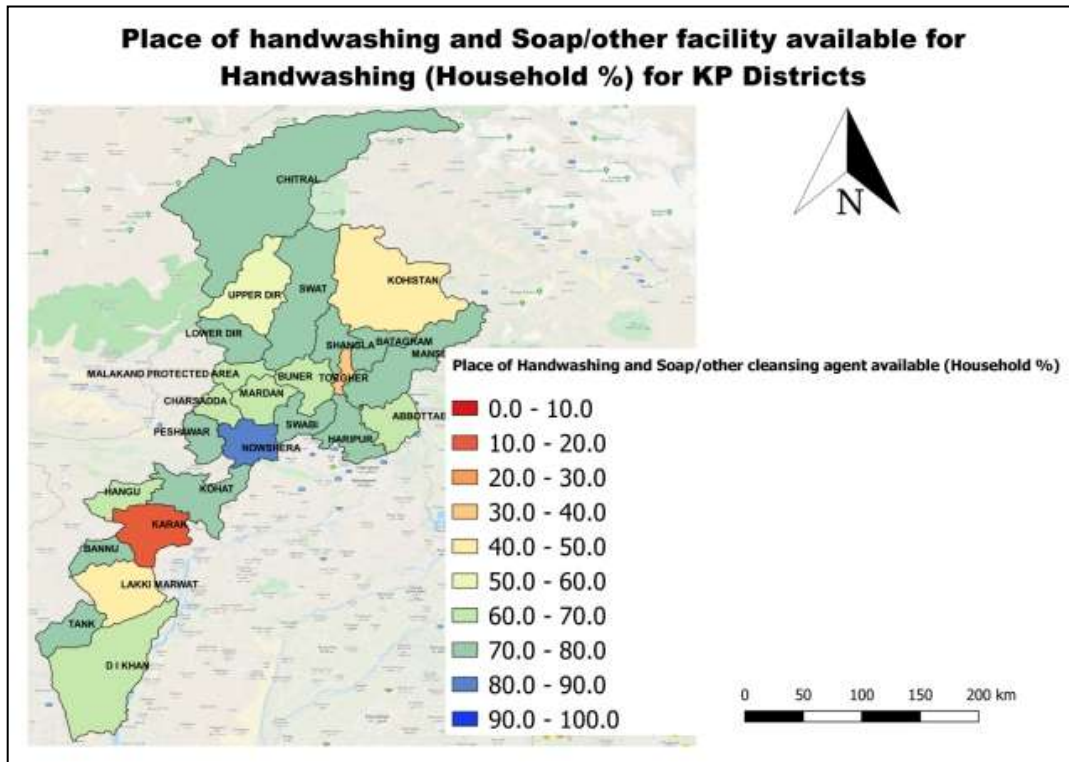 Place of handwashing and Soap/other facility available for
Handwashing (Household %) for KP Districts
N
CHITRAL
KOHISTAN
UPPER DIR
SWAT
LOWER DIR
SHANGLA
BATAGRAM
MANSE
MALAKAND PROTECTED AREA
BUNER
TORGHER
MARDAN
CHARSADDA
ABBOTTAB
SWABI
PESHAWAR
HARIPUR
NOWSHERA
HANGU
KOHAT
KARAK
BANNU
LAKKI MARWAT
TANK
D I KHAN
Place of Handwashing and Soap/other cleansing agent available (Household %)
0.0 - 10.0
10.0 - 20.0
20.0 - 30.0
30.0 - 40.0
40.0 - 50.0
50.0 - 60.0
60.0 - 70.0
70.0 - 80.0
80.0 - 90.0
90.0 - 100.0
0 50 100 150 200 km